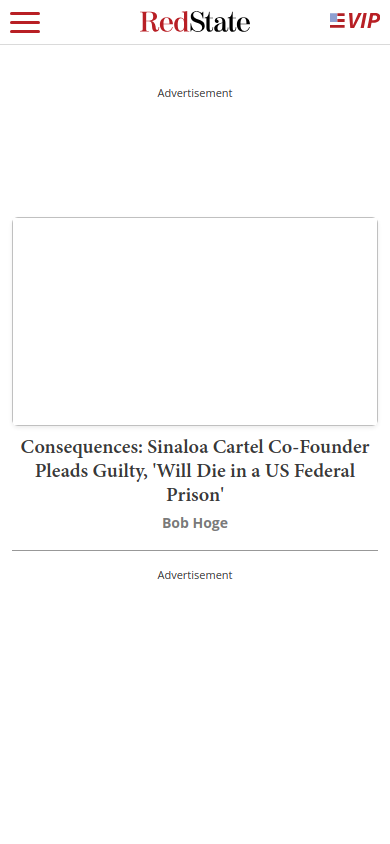 RedState
VIP
Advertisement
Consequences: Sinaloa Cartel Co-Founder
Pleads Guilty, 'Will Die in a US Federal
Prison'
Bob Hoge
Advertisement